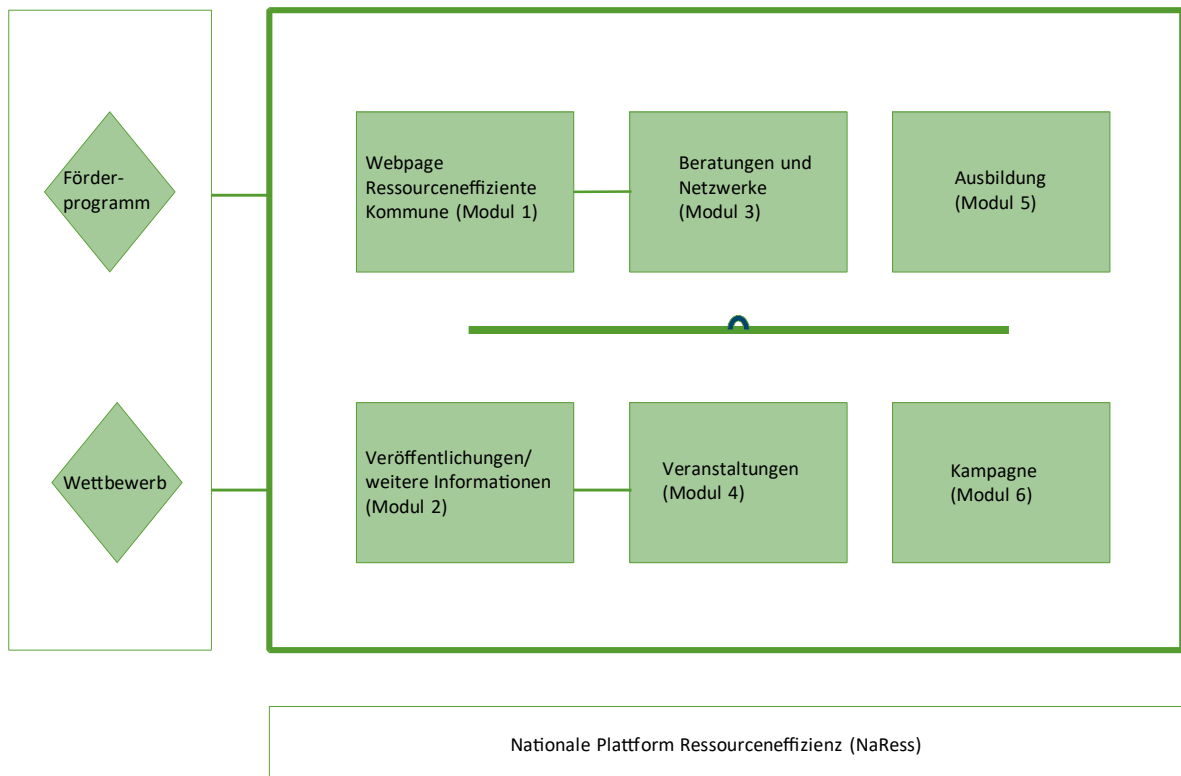 Förder-
programm
Webpage
Ressourceneffiziente
Kommune (Modul 1)
Beratungen und
Netzwerke
(Modul 3)
Ausbildung
(Modul 5)
Wettbewerb
Veröffentlichungen/
weitere Informationen
(Modul 2)
Veranstaltungen
(Modul 4)
Kampagne
(Modul 6)
Nationale Plattform Ressourceneffizienz (NaRess)